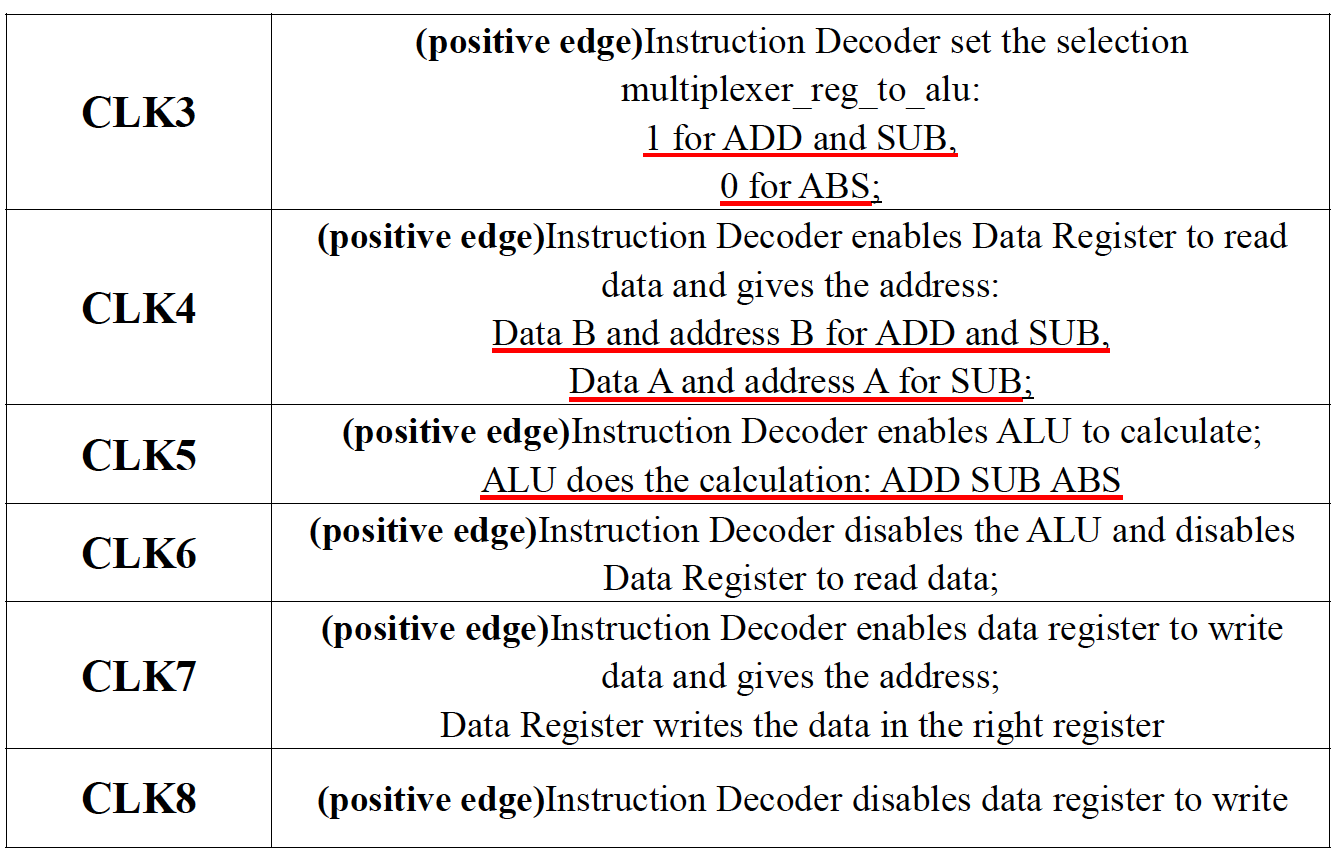 CLK3
(positive edge)Instruction Decoder set the selection
multiplexer_reg_to_alu:
1 for ADD and SUB,
0 for ABS;
CLK4
(positive edge)Instruction Decoder enables Data Register to read
data and gives the address:
Data B and address B for ADD and SUB,
Data A and address A for SUB;
CLK5
(positive edge)Instruction Decoder enables ALU to calculate;
ALU does the calculation: ADD SUB ABS
CLK6
(positive edge)Instruction Decoder disables the ALU and disables
Data Register to read data;
CLK7
(positive edge)Instruction Decoder enables data register to write
data and gives the address;
Data Register writes the data in the right register
CLK8
(positive edge)Instruction Decoder disables data register to write